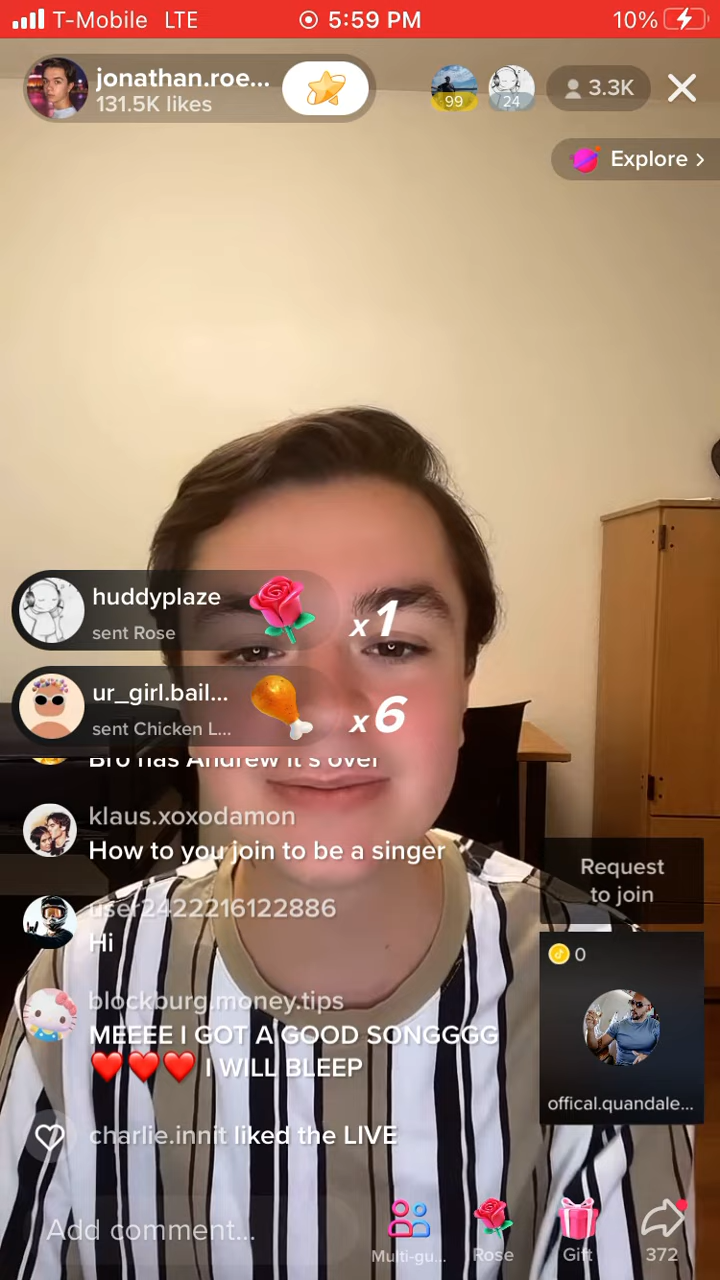 T-Mobile LTE 5:59 PM 10%
jonathan.roe...
131.5K likes
99
24
3.3K
Explore >
huddyplaze
sent Rose
x1
ur_girl.bail...
sent Chicken L...
x6
Bro has Andrew it's over
klaus.xoxodamon
How to you join to be a singer
user2422216122886
Hi
blockburg.money.tips
MEEEE I GOT A GOOD SONGGGG
❤️❤️❤️ I WILL BLEEP
charlie.innit liked the LIVE
Request
to join
0
offical.quandale...
Add comment...
Multi-gu...
Rose
Gift
372